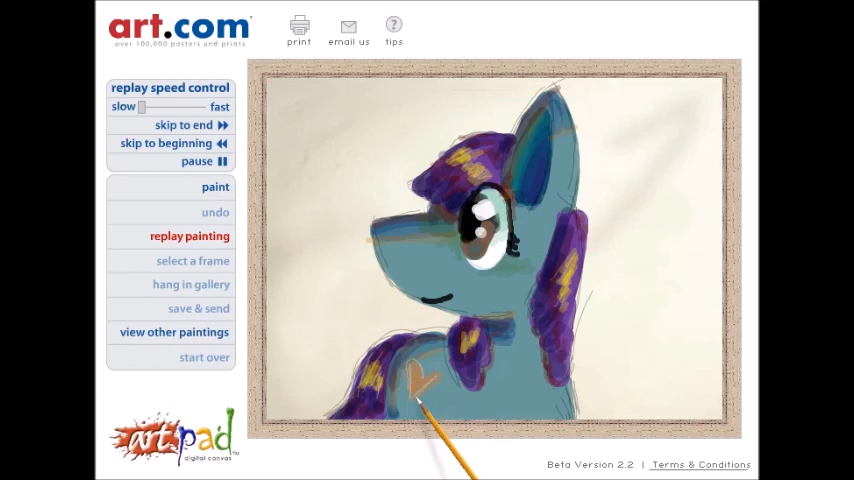 art.com
over 100,000 posters and prints
print
email us
tips
replay speed control
slow
fast
skip to end
skip to beginning
pause
paint
undo
replay painting
select a frame
hang in gallery
save & send
view other paintings
start over
artpad™
digital canvas
Beta Version 2.2 | Terms & Conditions